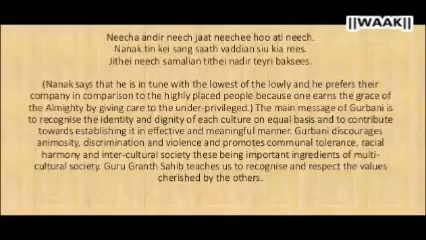 ||WAAK||
Neecha andir neech jaat neechee hoo ati neech.
Nanak tin kei sang saath vaddian siu kia rees.
Jithei neech samalian tithei nadir teyri baksees.
(Nanak says that he is in tune with the lowest of the lowly and he prefers their
company in comparison to the highly placed people because one earns the grace of
the Almighty by giving care to the under-privileged.) The main message of Gurbani is
to recognise the identity and dignity of each culture on equal basis and to contribute
towards establishing it in effective and meaningful manner. Gurbani discourages
animosity, discrimination and violence and promotes communal tolerance, racial
harmony and inter-cultural society these being important ingredients of multi-
cultural society. Guru Granth Sahib teaches us to recognise and respect the values
cherished by the others.